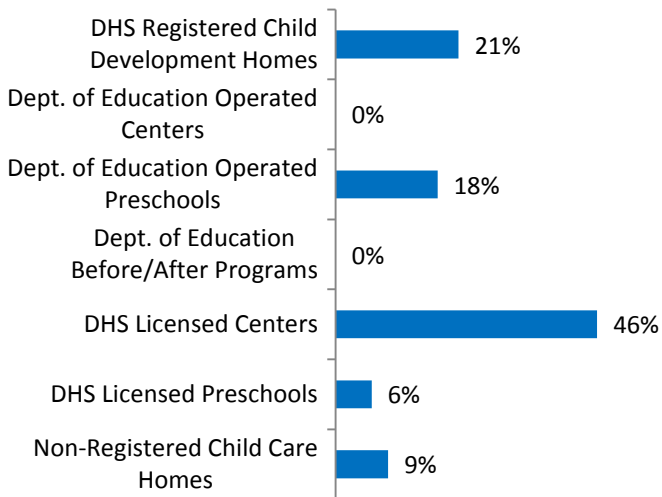 DHS Registered Child
Development Homes
21%
Dept. of Education Operated
Centers
0%
Dept. of Education Operated
Preschools
18%
Dept. of Education
Before/After Programs
0%
DHS Licensed Centers
46%
DHS Licensed Preschools
6%
Non-Registered Child Care
Homes
9%